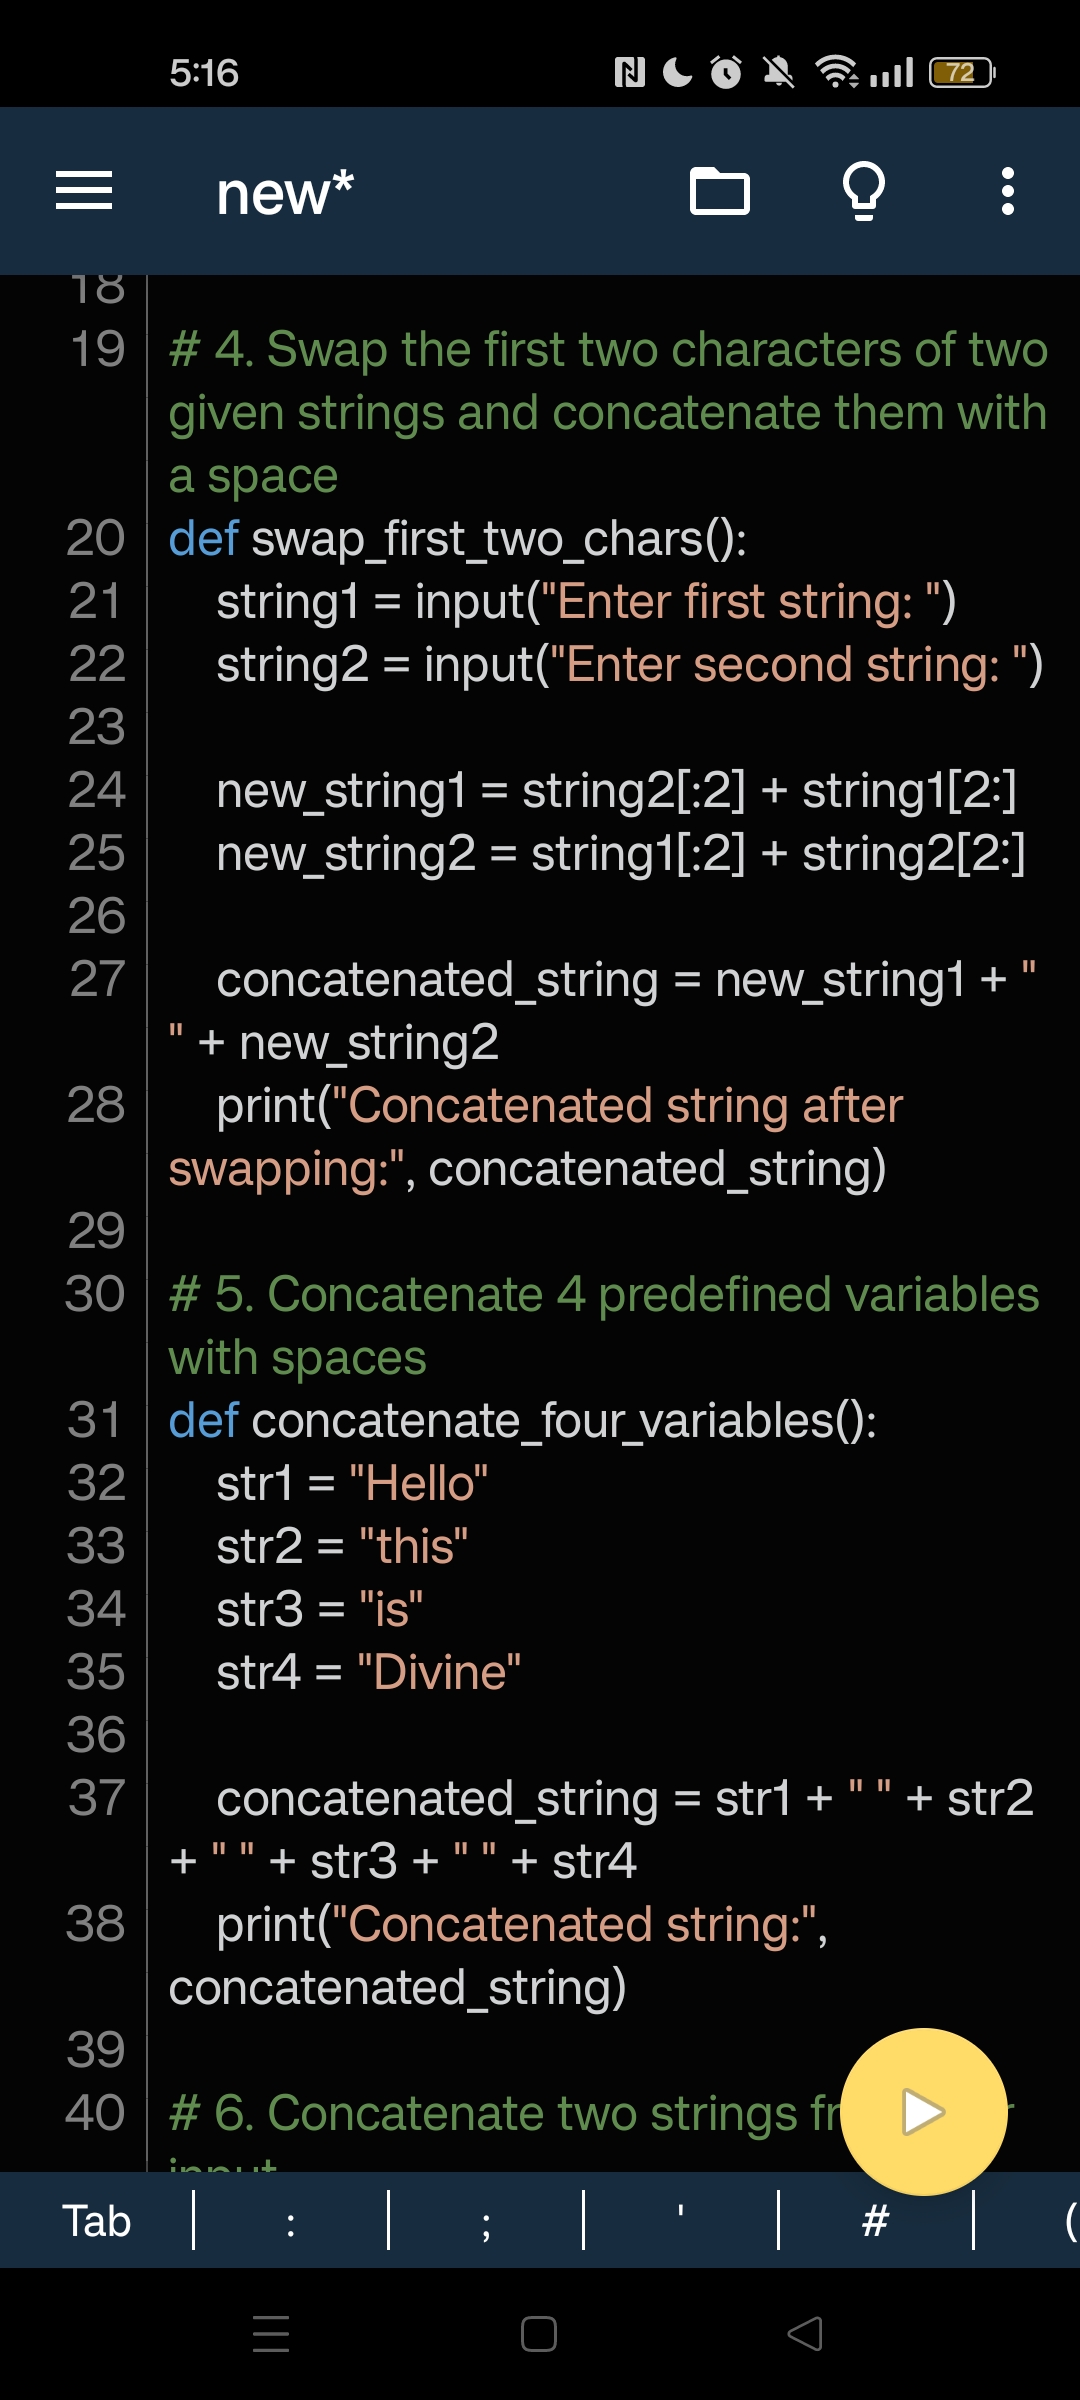 5:16
72
new*
18
19 # 4. Swap the first two characters of two
given strings and concatenate them with
a space
20 def swap_first_two_chars():
21 string1 = input("Enter first string: ")
22 string2 = input("Enter second string: ")
23
24 new_string1 = string2[:2] + string1[2:]
25 new_string2 = string1[:2] + string2[2:]
26
27 concatenated_string = new_string1 + "
" + new_string2
28 print("Concatenated string after
swapping:", concatenated_string)
29
30 # 5. Concatenate 4 predefined variables
with spaces
31 def concatenate_four_variables():
32 str1 = "Hello"
33 str2 = "this"
34 str3 = "is"
35 str4 = "Divine"
36
37 concatenated_string = str1 + " " + str2
+ " " + str3 + " " + str4
38 print("Concatenated string:",
concatenated_string)
39
40 # 6. Concatenate two strings
input
Tab : ; ' # (